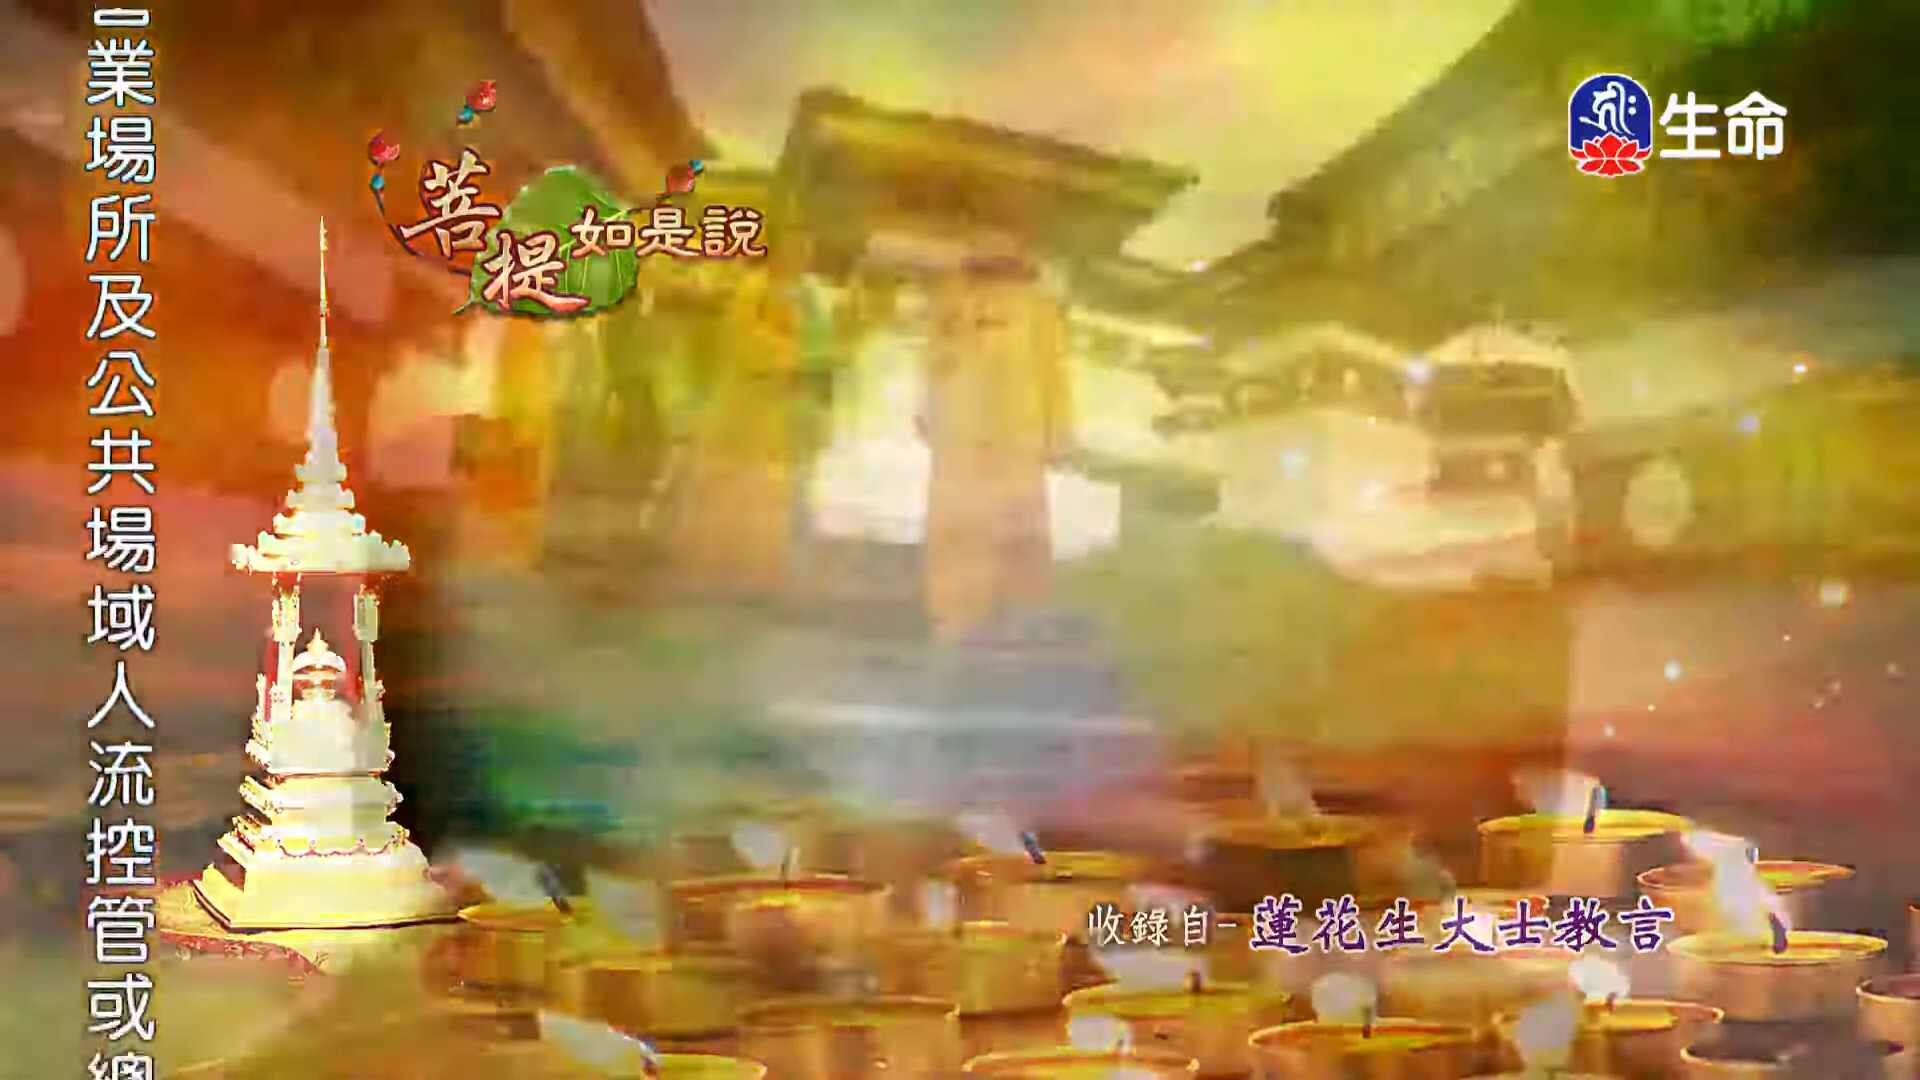 業場所及公共場域人流控管或總
菩提如是說
生命
收錄自-蓮花生大士教言